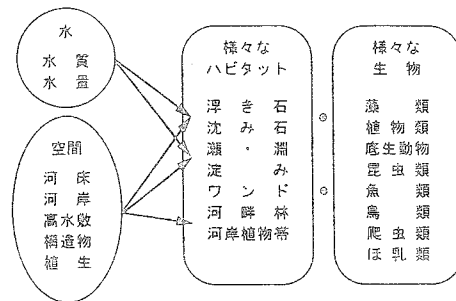 水
水質
水量
空間
河床
河岸
高水敷
構造物
植生
様々な
ハビタット
浮き石
沈み石
瀬・淵
淀み
ワンド
河畔林
河岸植物帯
様々な
生物
藻類
植物類
底生動物
昆虫類
魚類
鳥類
爬虫類
ほ乳類